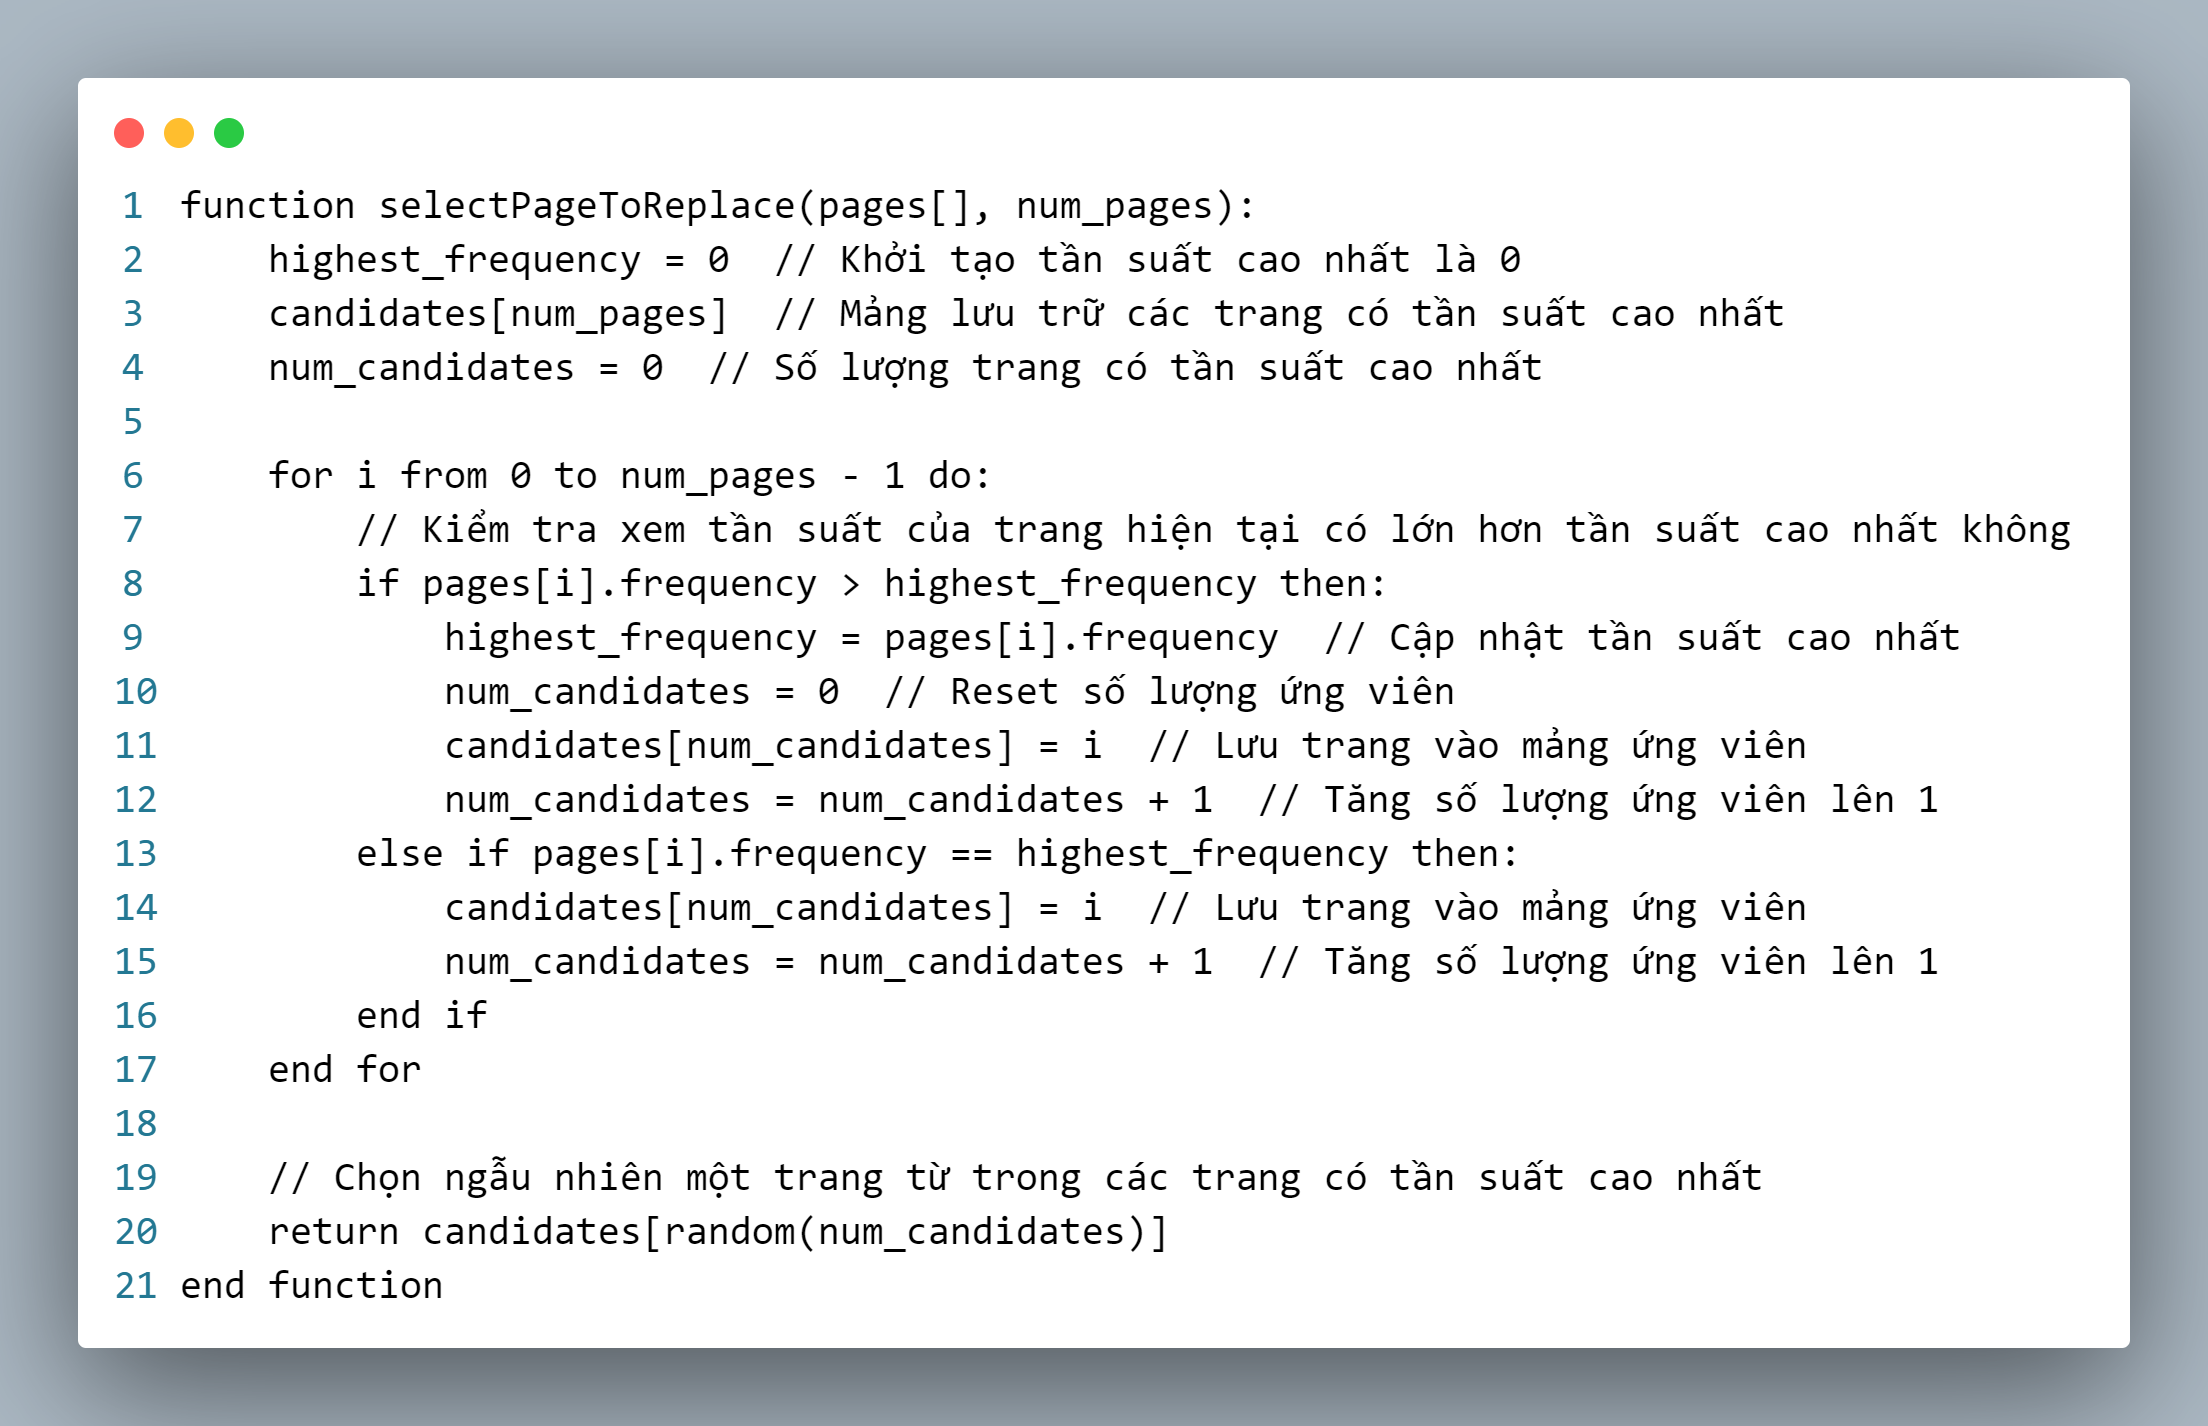 1 function selectPageToReplace(pages[], num_pages):
2     highest_frequency = 0  // Khởi tạo tần suất cao nhất là 0
3     candidates[num_pages]  // Mảng lưu trữ các trang có tần suất cao nhất
4     num_candidates = 0  // Số lượng trang có tần suất cao nhất
5
6     for i from 0 to num_pages - 1 do:
7         // Kiểm tra xem tần suất của trang hiện tại có lớn hơn tần suất cao nhất không
8         if pages[i].frequency > highest_frequency then:
9             highest_frequency = pages[i].frequency  // Cập nhật tần suất cao nhất
10             num_candidates = 0  // Reset số lượng ứng viên
11             candidates[num_candidates] = i  // Lưu trang vào mảng ứng viên
12             num_candidates = num_candidates + 1  // Tăng số lượng ứng viên lên 1
13         else if pages[i].frequency == highest_frequency then:
14             candidates[num_candidates] = i  // Lưu trang vào mảng ứng viên
15             num_candidates = num_candidates + 1  // Tăng số lượng ứng viên lên 1
16         end if
17     end for
18
19     // Chọn ngẫu nhiên một trang từ trong các trang có tần suất cao nhất
20     return candidates[random(num_candidates)]
21 end function